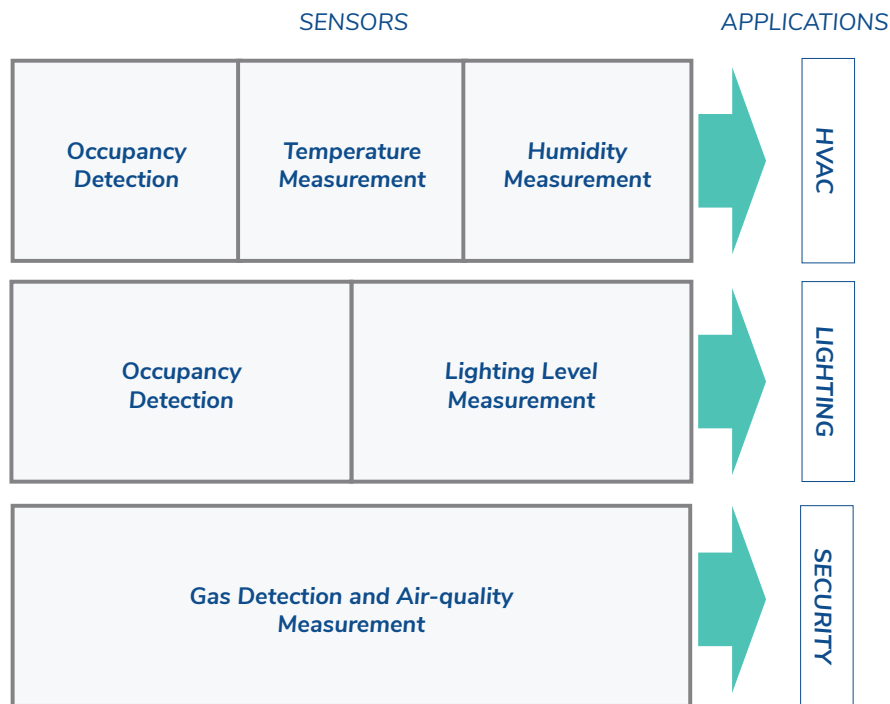 SENSORS
APPLICATIONS
Occupancy
Detection
Temperature
Measurement
Humidity
Measurement
HVAC
Occupancy
Detection
Lighting Level
Measurement
LIGHTING
Gas Detection and Air-quality
Measurement
SECURITY